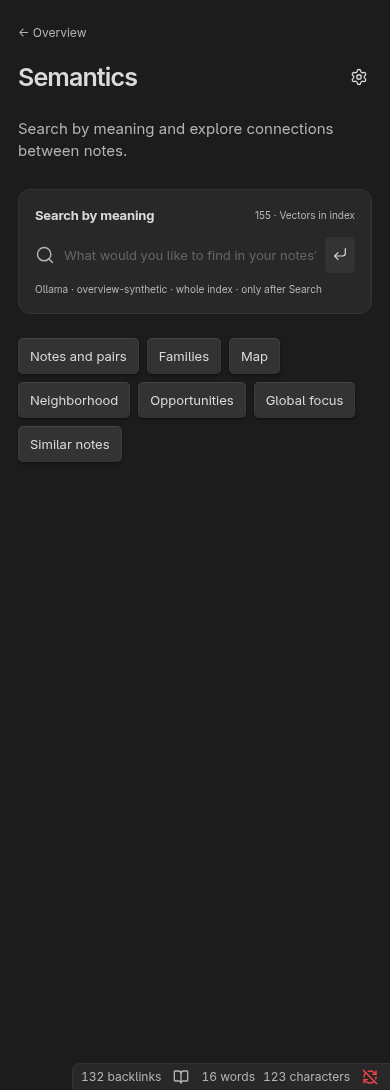 ← Overview
Semantics
Search by meaning and explore connections
between notes.
Search by meaning
155 · Vectors in index
What would you like to find in your notes?
Ollama · overview-synthetic · whole index · only after Search
Notes and pairs
Families
Map
Neighborhood
Opportunities
Global focus
Similar notes
132 backlinks
16 words
123 characters